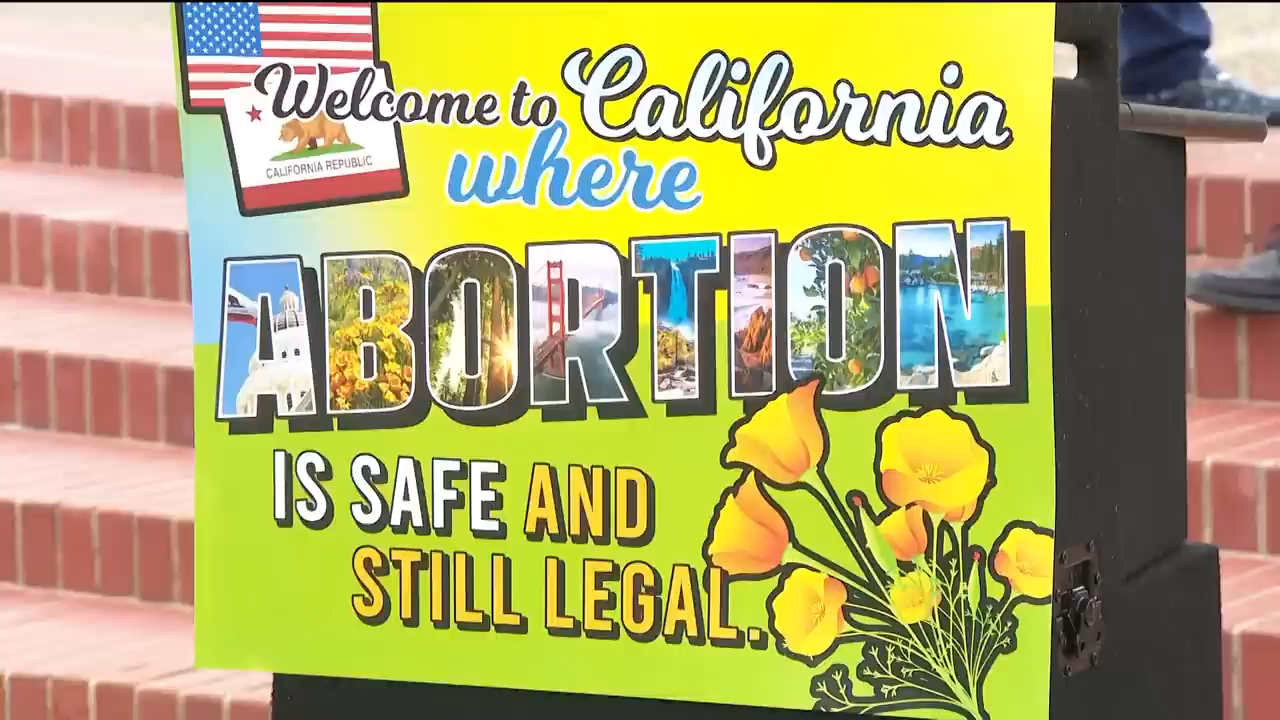 Welcome to California
CALIFORNIA REPUBLIC
where
ABORTION
IS SAFE AND
STILL LEGAL.